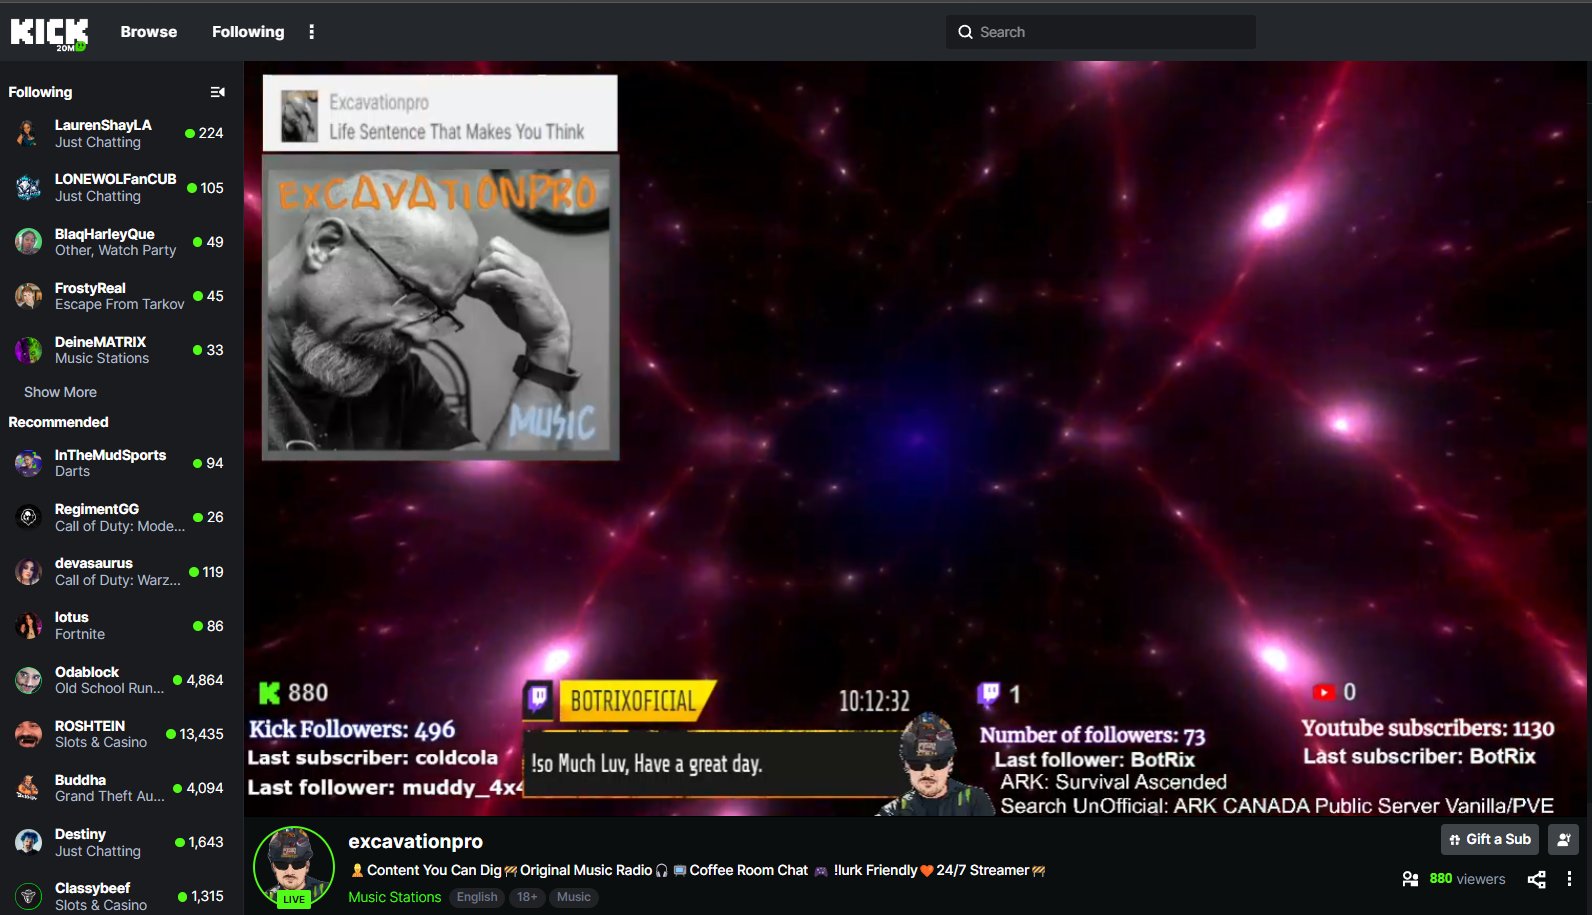 KICK
20M
Browse
Following
Search
Following
LaurenShayLA
Just Chatting
224
LONEWOLFanCUB
Just Chatting
105
BlaqHarleyQue
Other, Watch Party
49
FrostyReal
Escape From Tarkov
45
DeineMATRIX
Music Stations
33
Show More
Recommended
InTheMudSports
Darts
94
RegimentGG
Call of Duty: Mode...
26
devasaurus
Call of Duty: Warz...
119
lotus
Fortnite
86
Odablock
Old School Run...
4,864
ROSHTEIN
Slots & Casino
13,435
Buddha
Grand Theft Au...
4,094
Destiny
Just Chatting
1,643
Classybeef
Slots & Casino
1,315
Excavationpro
Life Sentence That Makes You Think
EXCAVATIONPRO
MUSIC
880
Kick Followers: 496
Last subscriber: coldcola
Last follower: muddy_4x4
BOTRIXOFICIAL
10:12:32
!so Much Luv, Have a great day.
1
Number of followers: 73
Last follower: BotRix
ARK: Survival Ascended
Search UnOfficial: ARK CANADA Public Server Vanilla/PVE
0
Youtube subscribers: 1130
Last subscriber: BotRix
LIVE
excavationpro
Content You Can Dig Original Music Radio Coffee Room Chat !lurk Friendly 24/7 Streamer
Music Stations English 18+ Music
Gift a Sub
880 viewers